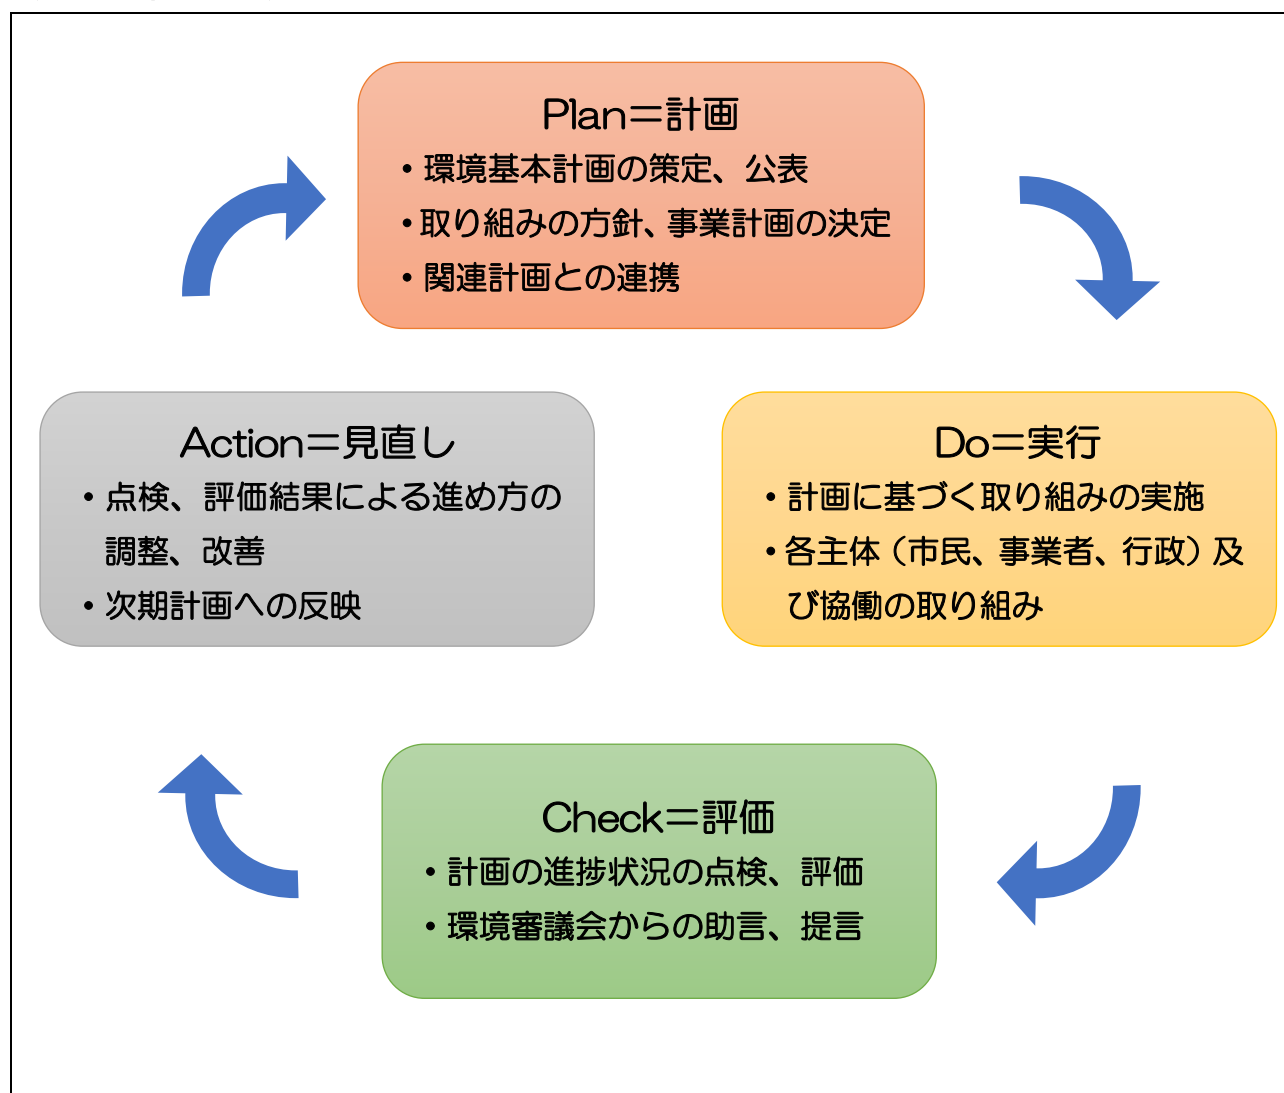 Plan＝計画
・環境基本計画の策定、公表
・取り組みの方針、事業計画の決定
・関連計画との連携
Action＝見直し
・点検、評価結果による進め方の
調整、改善
・次期計画への反映
Do＝実行
・計画に基づく取り組みの実施
・各主体（市民、事業者、行政）及
び協働の取り組み
Check＝評価
・計画の進捗状況の点検、評価
・環境審議会からの助言、提言